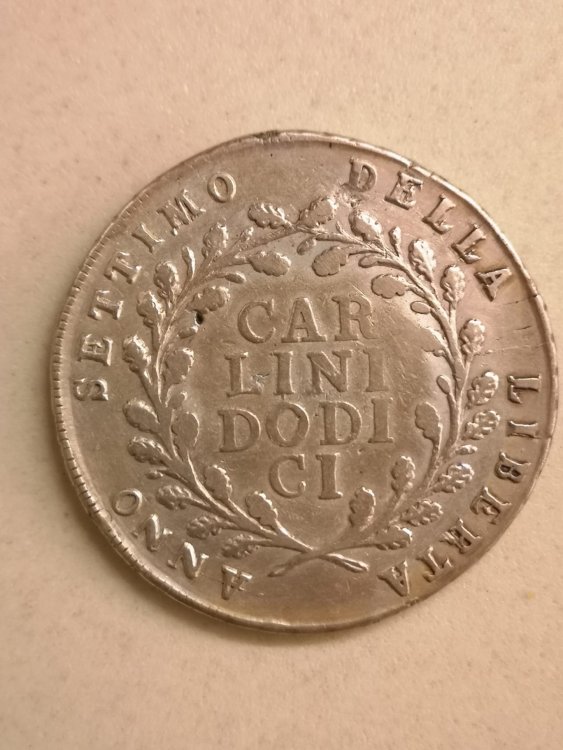 ANNO SETTIMO DELLA LIBERTA
CAR
LINI
DODI
CI